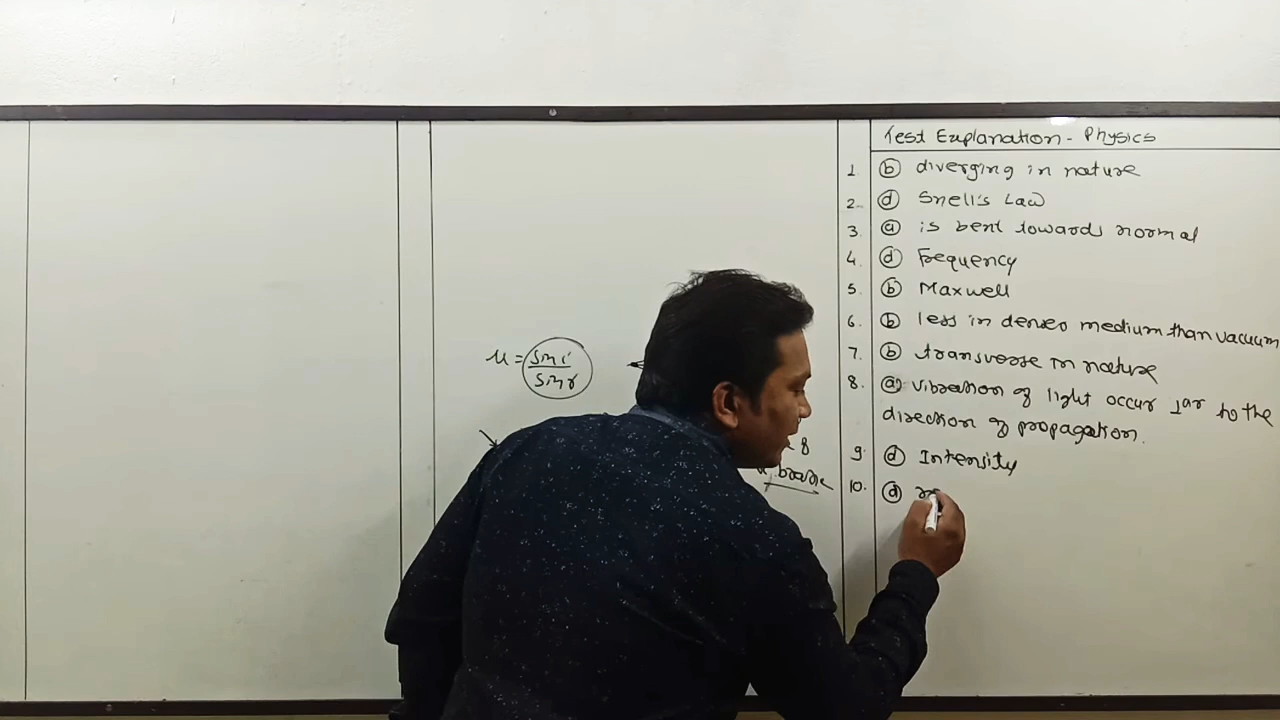 Test Explanation - Physics
1. (b) diverging in nature
2. (d) Snell's Law
3. (a) is bent towards normal
4. (d) Frequency
5. (b) Maxwell
6. (b) less in denser medium than vacuum
7. (b) transverse in nature
8. (a) vibration of light occur ⊥ar to the
direction of propagation.
9. (d) Intensity
10. (d)
μ = sin i
sin r